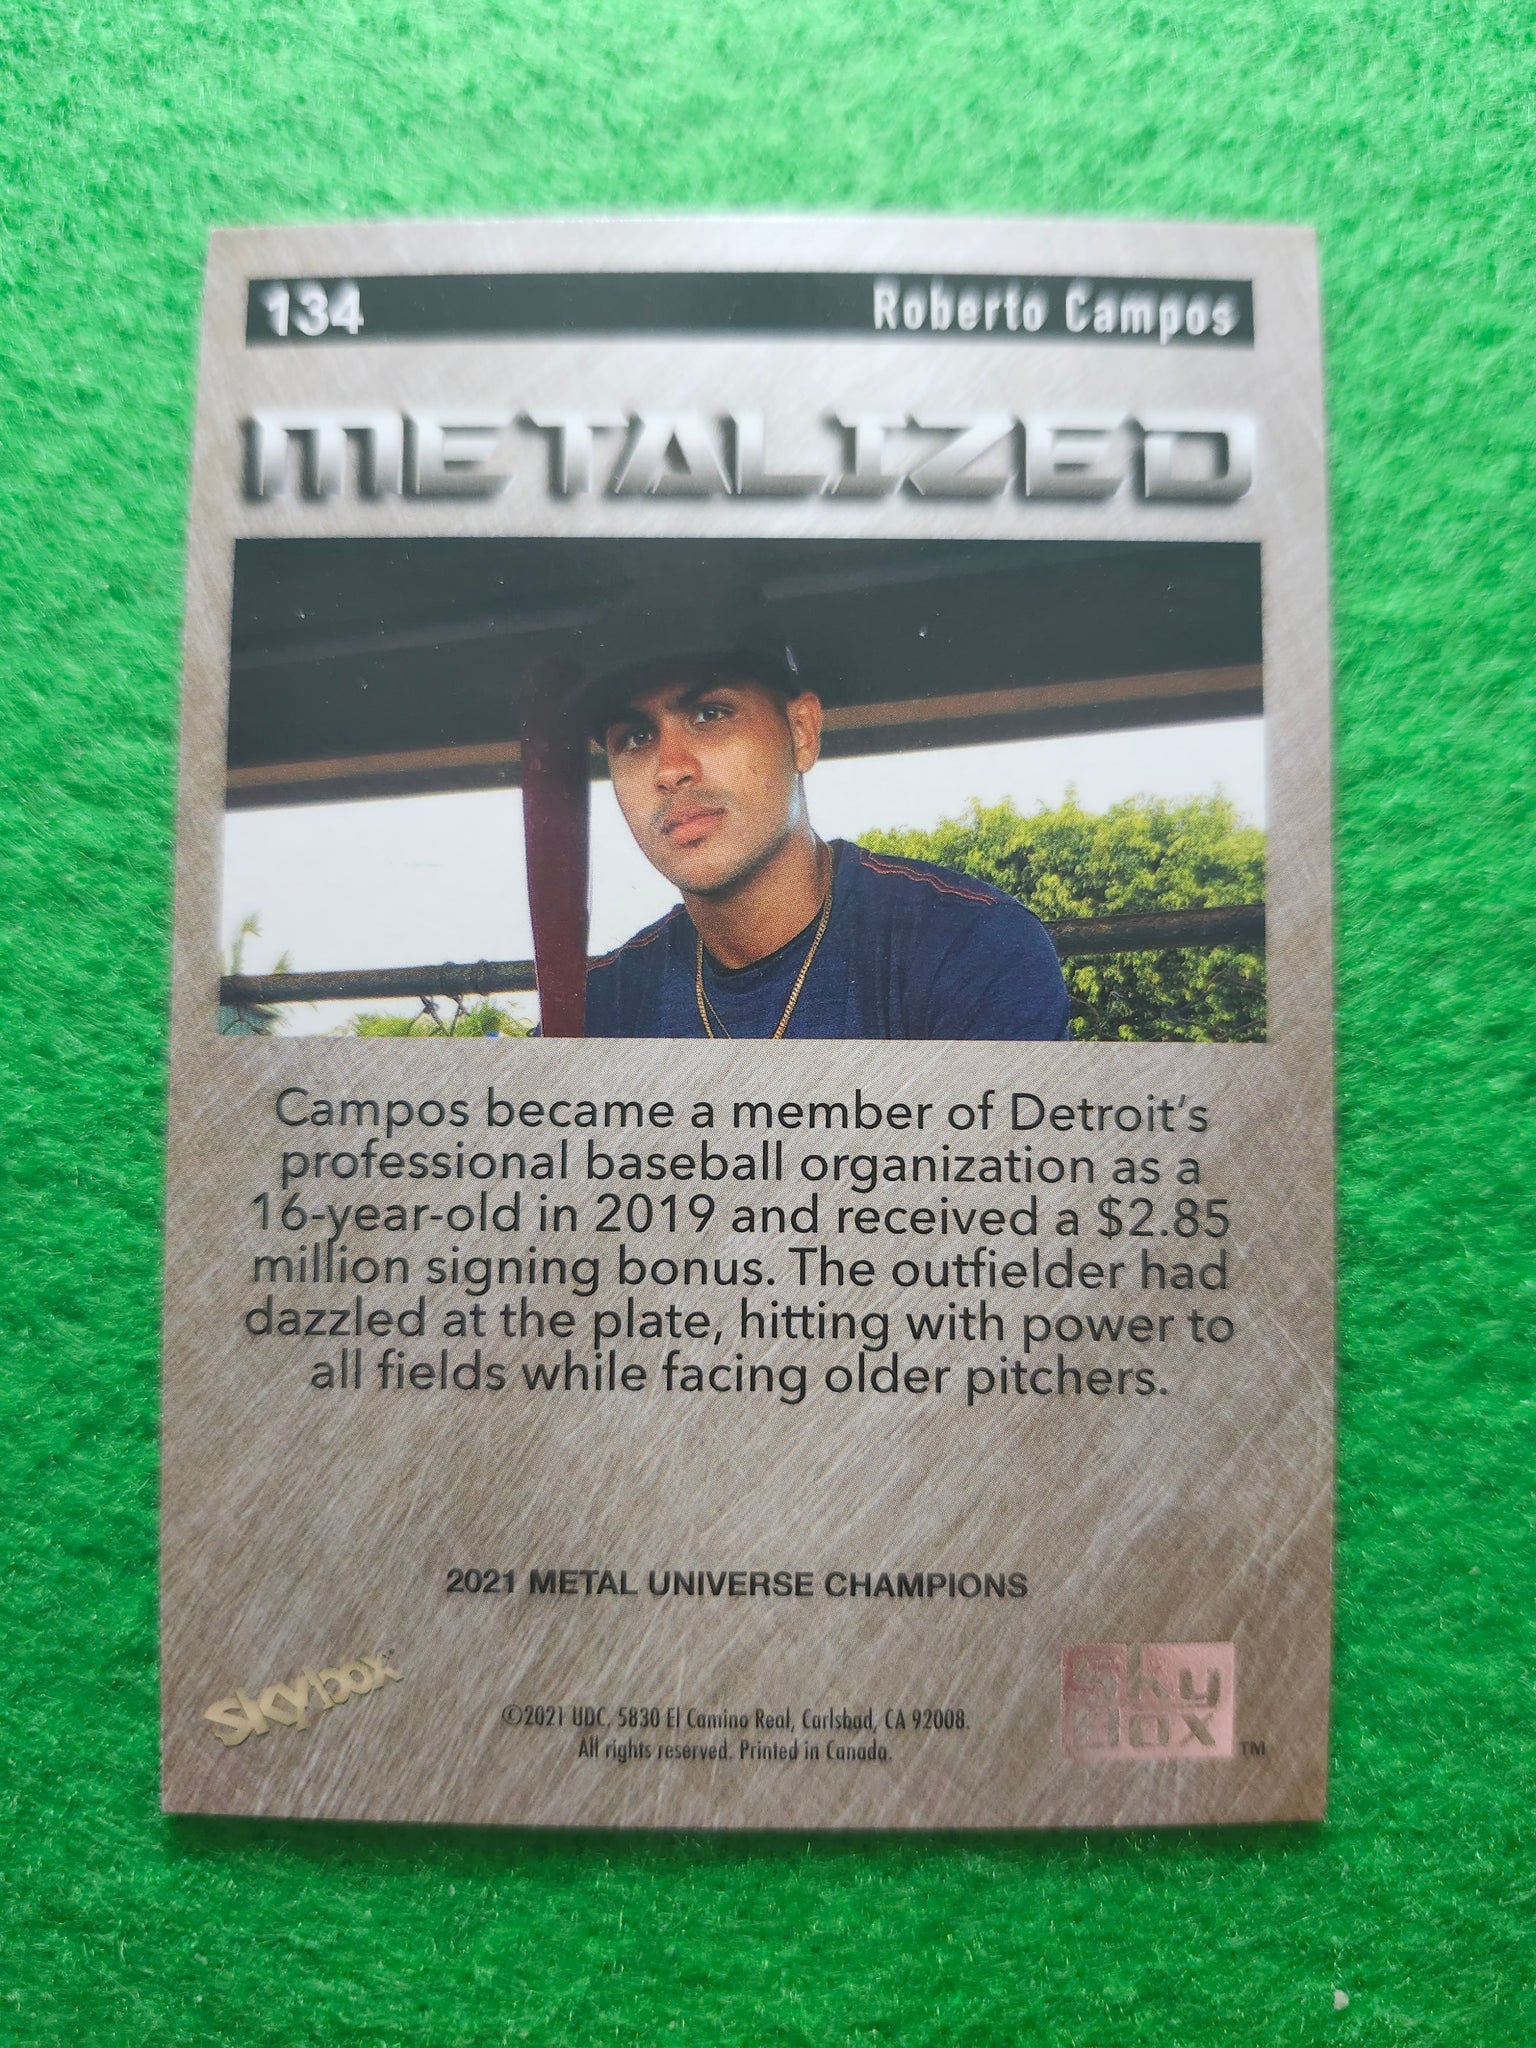 134 Roberto Campos
METALIZED
Campos became a member of Detroit's
professional baseball organization as a
16-year-old in 2019 and received a $2.85
million signing bonus. The outfielder had
dazzled at the plate, hitting with power to
all fields while facing older pitchers.
2021 METAL UNIVERSE CHAMPIONS
skybox
©2021 UDC. 5830 El Camino Real, Carlsbad, CA 92008.
All rights reserved. Printed in Canada.
Sky
Box TM